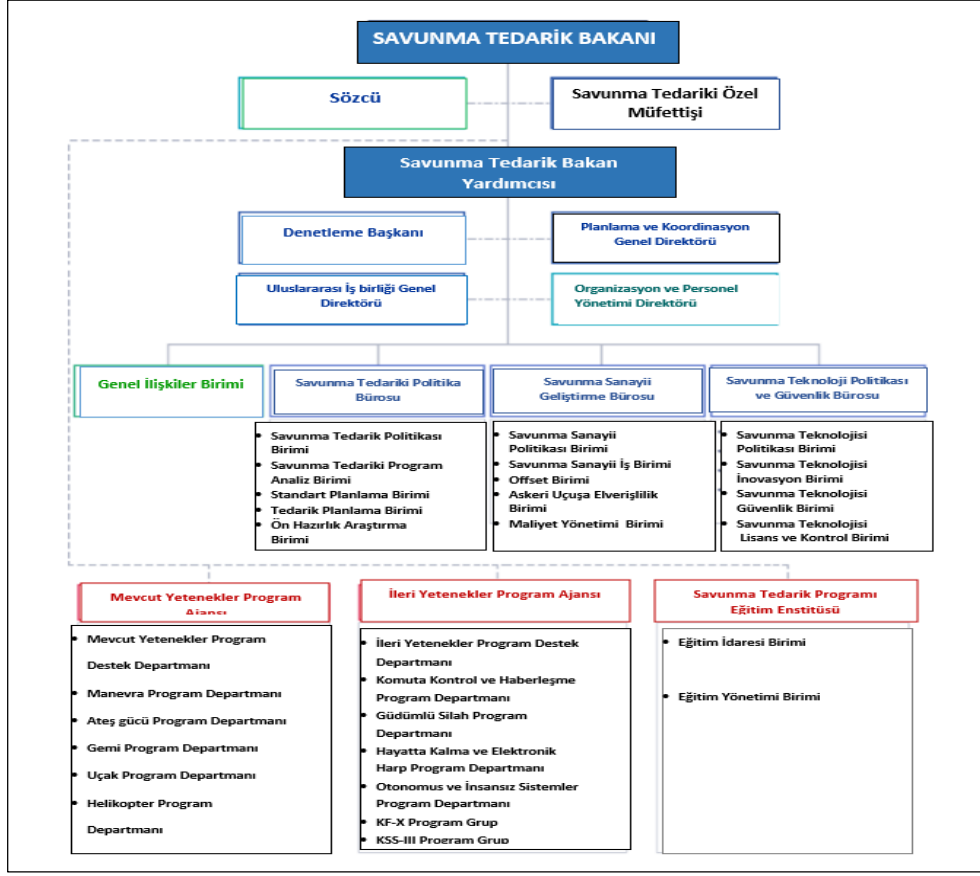 SAVUNMA TEDARİK BAKANI
Sözcü
Savunma Tedariki Özel
Müfettişi
Savunma Tedarik Bakan
Yardımcısı
Denetleme Başkanı
Planlama ve Koordinasyon
Genel Direktörü
Uluslararası İş birliği Genel
Direktörü
Organizasyon ve Personel
Yönetimi Direktörü
Genel İlişkiler Birimi
Savunma Tedariki Politika
Bürosu
Savunma Sanayii
Geliştirme Bürosu
Savunma Teknoloji Politikası
ve Güvenlik Bürosu
• Savunma Tedarik Politikası
Birimi
• Savunma Tedariki Program
Analiz Birimi
• Standart Planlama Birimi
• Tedarik Planlama Birimi
• Ön Hazırlık Araştırma
Birimi
• Savunma Sanayii
Politikası Birimi
• Savunma Sanayii İş Birimi
• Offset Birimi
• Askeri Uçuşa Elverişlilik
Birimi
• Maliyet Yönetimi Birimi
• Savunma Teknolojisi
Politikası Birimi
• Savunma Teknolojisi
İnovasyon Birimi
• Savunma Teknolojisi
Güvenlik Birimi
• Savunma Teknolojisi
Lisans ve Kontrol Birimi
Mevcut Yetenekler Program
Ajansı
• Mevcut Yetenekler Program
Destek Departmanı
• Manevra Program Departmanı
• Ateş gücü Program Departmanı
• Gemi Program Departmanı
• Uçak Program Departmanı
• Helikopter Program
Departmanı
İleri Yetenekler Program Ajansı
• İleri Yetenekler Program Destek
Departmanı
• Komuta Kontrol ve Haberleşme
Program Departmanı
• Güdümlü Silah Program
Departmanı
• Hayatta Kalma ve Elektronik
Harp Program Departmanı
• Otonomus ve İnsansız Sistemler
Program Departmanı
• KF-X Program Grup
• KSS-III Program Grup
Savunma Tedarik Programı
Eğitim Enstitüsü
• Eğitim İdaresi Birimi
• Eğitim Yönetimi Birimi